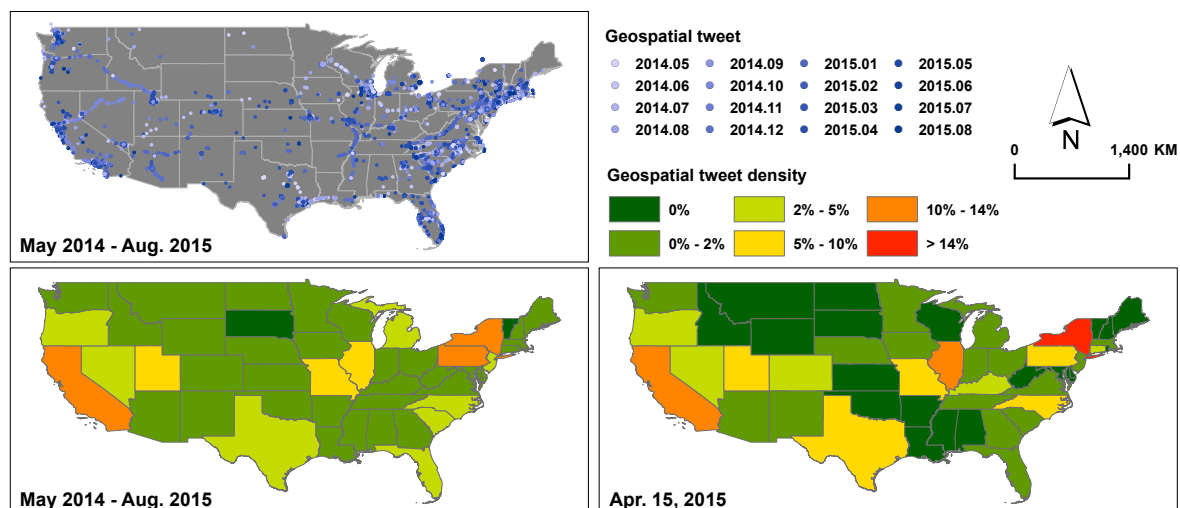 May 2014 - Aug. 2015
Geospatial tweet
2014.05 2014.09 2015.01 2015.05
2014.06 2014.10 2015.02 2015.06
2014.07 2014.11 2015.03 2015.07
2014.08 2014.12 2015.04 2015.08
N
0 1,400 KM
Geospatial tweet density
0% 2% - 5% 10% - 14%
0% - 2% 5% - 10% > 14%
May 2014 - Aug. 2015
Apr. 15, 2015